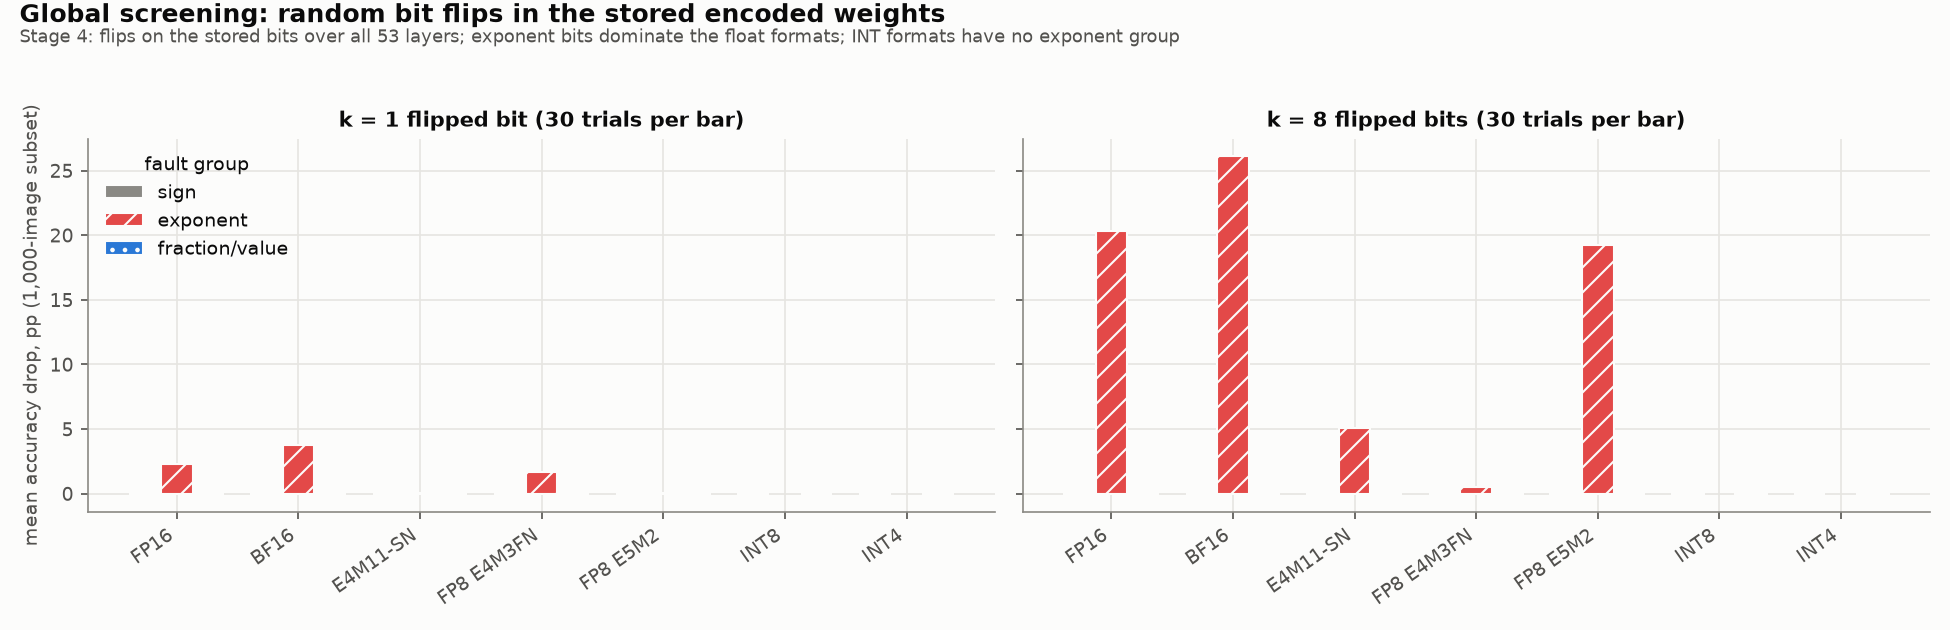 Global screening: random bit flips in the stored encoded weights
Stage 4: flips on the stored bits over all 53 layers; exponent bits dominate the float formats; INT formats have no exponent group
mean accuracy drop, pp (1,000-image subset)
k = 1 flipped bit (30 trials per bar)
fault group
sign
exponent
fraction/value
25
20
15
10
5
0
FP16
BF16
E4M11-SN
FP8 E4M3FN
FP8 E5M2
INT8
INT4
k = 8 flipped bits (30 trials per bar)
FP16
BF16
E4M11-SN
FP8 E4M3FN
FP8 E5M2
INT8
INT4